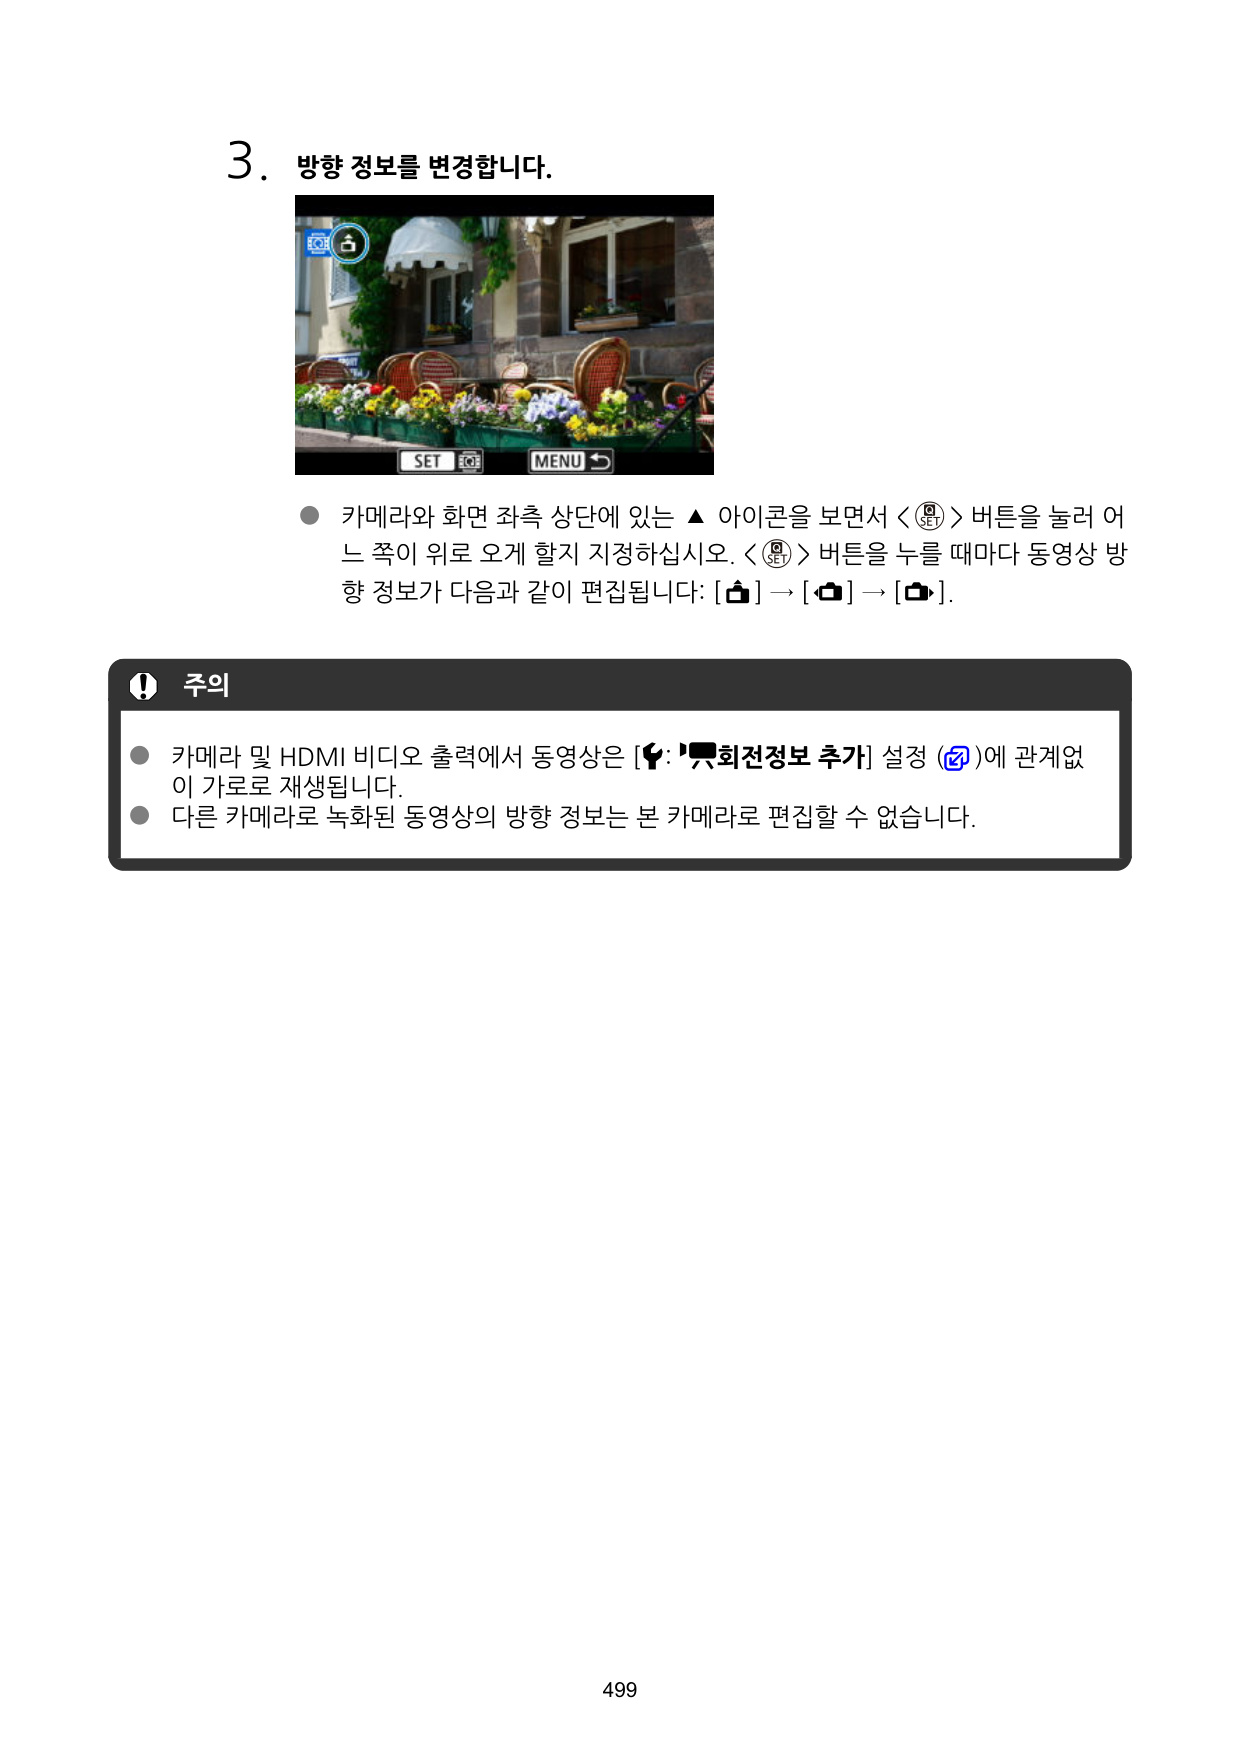 3. 방향 정보를 변경합니다.
SET MENU
● 카메라와 화면 좌측 상단에 있는 ▲ 아이콘을 보면서 <SET> 버튼을 눌러 어
느 쪽이 위로 오게 할지 지정하십시오. <SET> 버튼을 누를 때마다 동영상 방
향 정보가 다음과 같이 편집됩니다: [ ] → [ ] → [ ].
주의
● 카메라 및 HDMI 비디오 출력에서 동영상은 [ : 회전정보 추가] 설정 ( )에 관계없
이 가로로 재생됩니다.
● 다른 카메라로 녹화된 동영상의 방향 정보는 본 카메라로 편집할 수 없습니다.
499